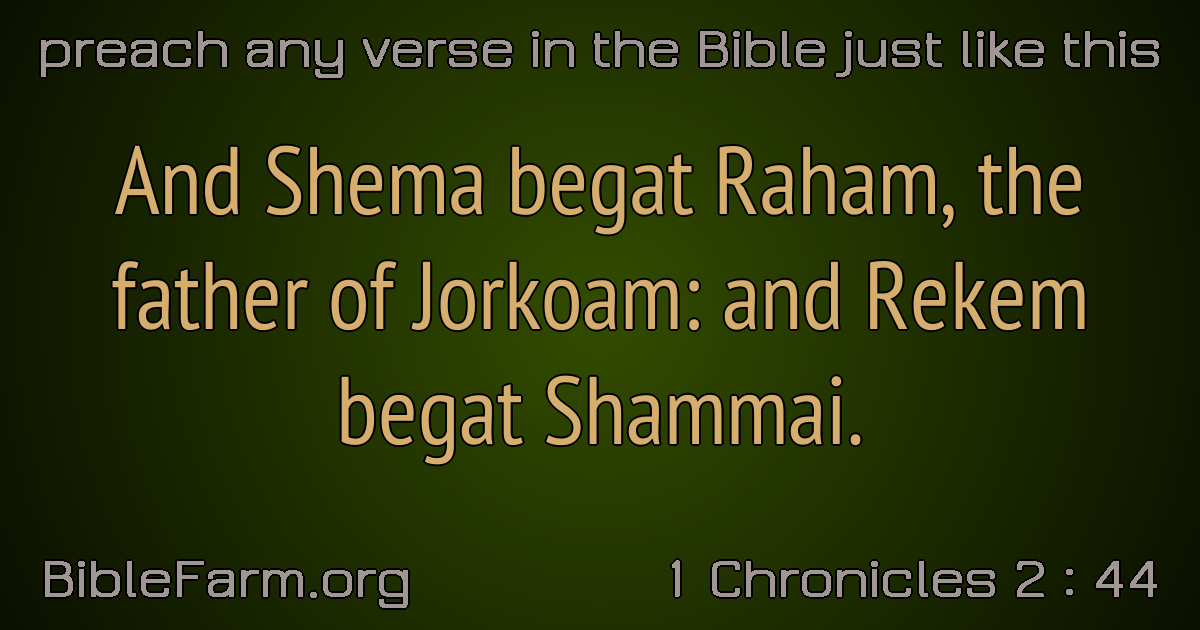 preach any verse in the Bible just like this
And Shema begat Raham, the
father of Jorkoam: and Rekem
begat Shammai.
BibleFarm.org
1 Chronicles 2 : 44